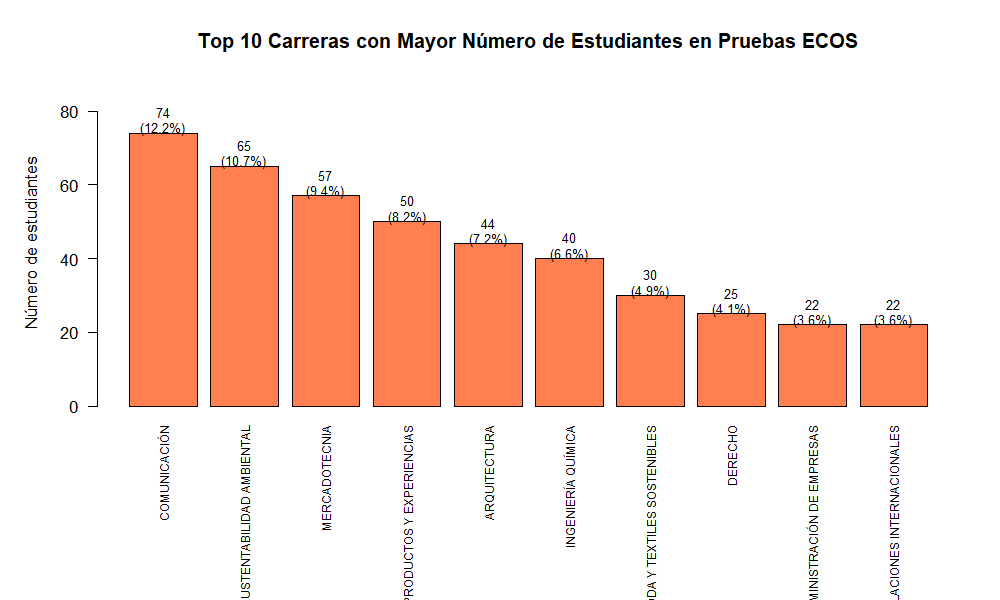 Top 10 Carreras con Mayor Número de Estudiantes en Pruebas ECOS
Número de estudiantes
80
60
40
20
0
74
(12.2%)
65
(10.7%)
57
(9.4%)
50
(8.2%)
44
(7.2%)
40
(6.6%)
30
(4.9%)
25
(4.1%)
22
(3.6%)
22
(3.6%)
COMUNICACIÓN
USTENTABILIDAD AMBIENTAL
MERCADOTECNIA
PRODUCTOS Y EXPERIENCIAS
ARQUITECTURA
INGENIERÍA QUÍMICA
ODA Y TEXTILES SOSTENIBLES
DERECHO
MINISTRACIÓN DE EMPRESAS
LACIONES INTERNACIONALES